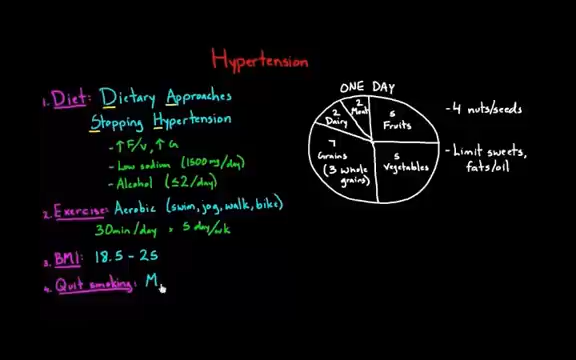 Hypertension
1. Diet: Dietary Approaches
Stopping Hypertension
- ↑F/V, ↑G
- Low sodium (1500mg/day)
- Alcohol (≤2/day)
2. Exercise: Aerobic (swim, jog, walk, bike)
30min/day, 5 day/wk
3. BMI: 18.5 - 25
4. Quit smoking: M
ONE DAY
2 Dairy
2 Meat
5 Fruits
7 Grains
(3 whole grains)
5 Vegetables
- 4 nuts/seeds
- Limit sweets,
fats/oil